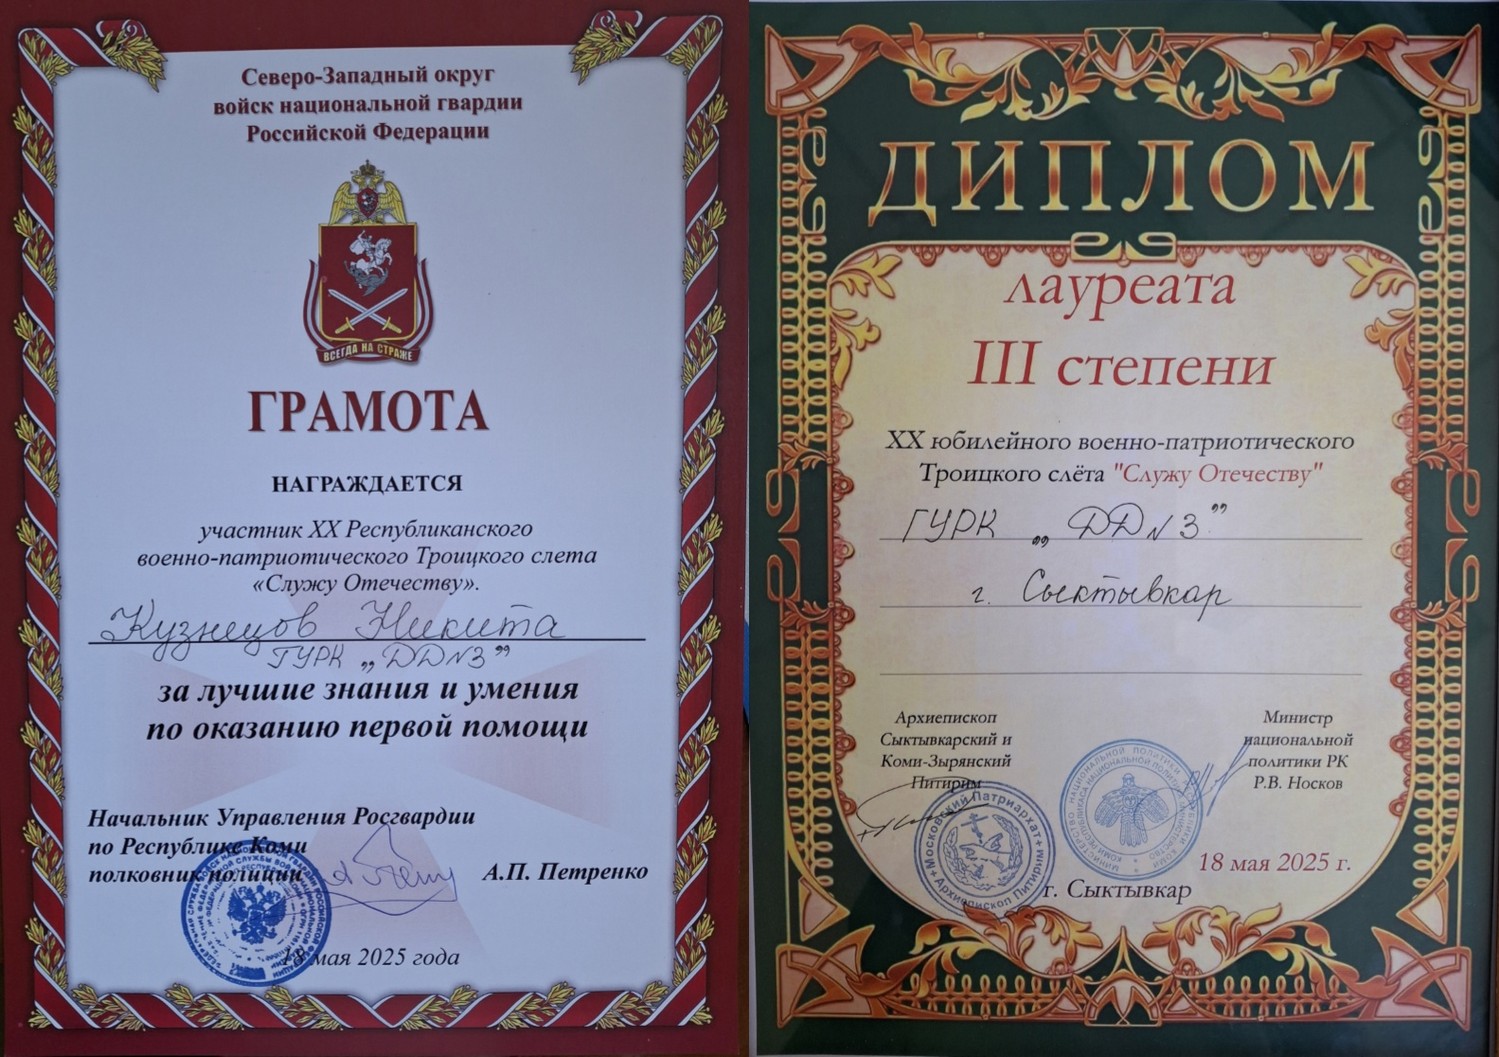 Северо-Западный округ
войск национальной гвардии
Российской Федерации
ВСЕГДА НА СТРАЖЕ
ГРАМОТА
НАГРАЖДАЕТСЯ
участник XX Республиканского
военно-патриотического Троицкого слета
«Служу Отечеству».
Кузнецов Никита
ГУРК „ДД№3”
за лучшие знания и умения
по оказанию первой помощи
Начальник Управления Росгвардии
по Республике Коми
полковник полиции
А.П. Петренко
18 мая 2025 года
ДИПЛОМ
лауреата
III степени
XX юбилейного военно-патриотического
Троицкого слёта "Служу Отечеству"
ГУРК „ДД№3”
г. Сыктывкар
Архиепископ
Сыктывкарский и
Коми-Зырянский
Питирим
Министр
национальной
политики РК
Р.В. Носков
Московский Патриархат
Архиепископ Питирим
18 мая 2025 г.
г. Сыктывкар